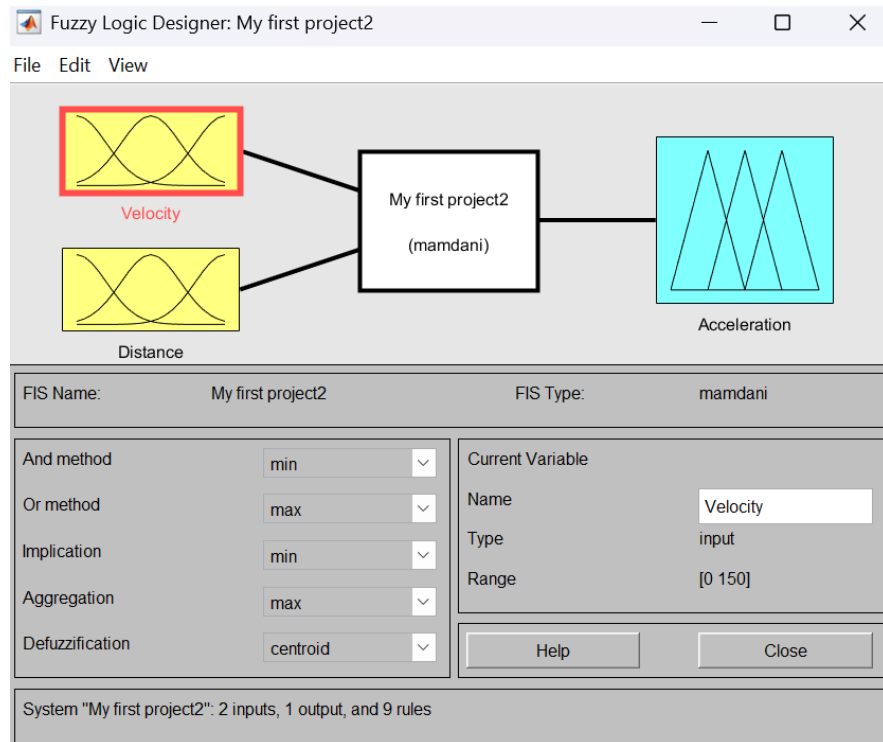 Fuzzy Logic Designer: My first project2
File Edit View
Velocity
Distance
My first project2
(mamdani)
Acceleration
FIS Name: My first project2 FIS Type: mamdani
And method min
Or method max
Implication min
Aggregation max
Defuzzification centroid
Current Variable
Name Velocity
Type input
Range [0 150]
Help Close
System "My first project2": 2 inputs, 1 output, and 9 rules